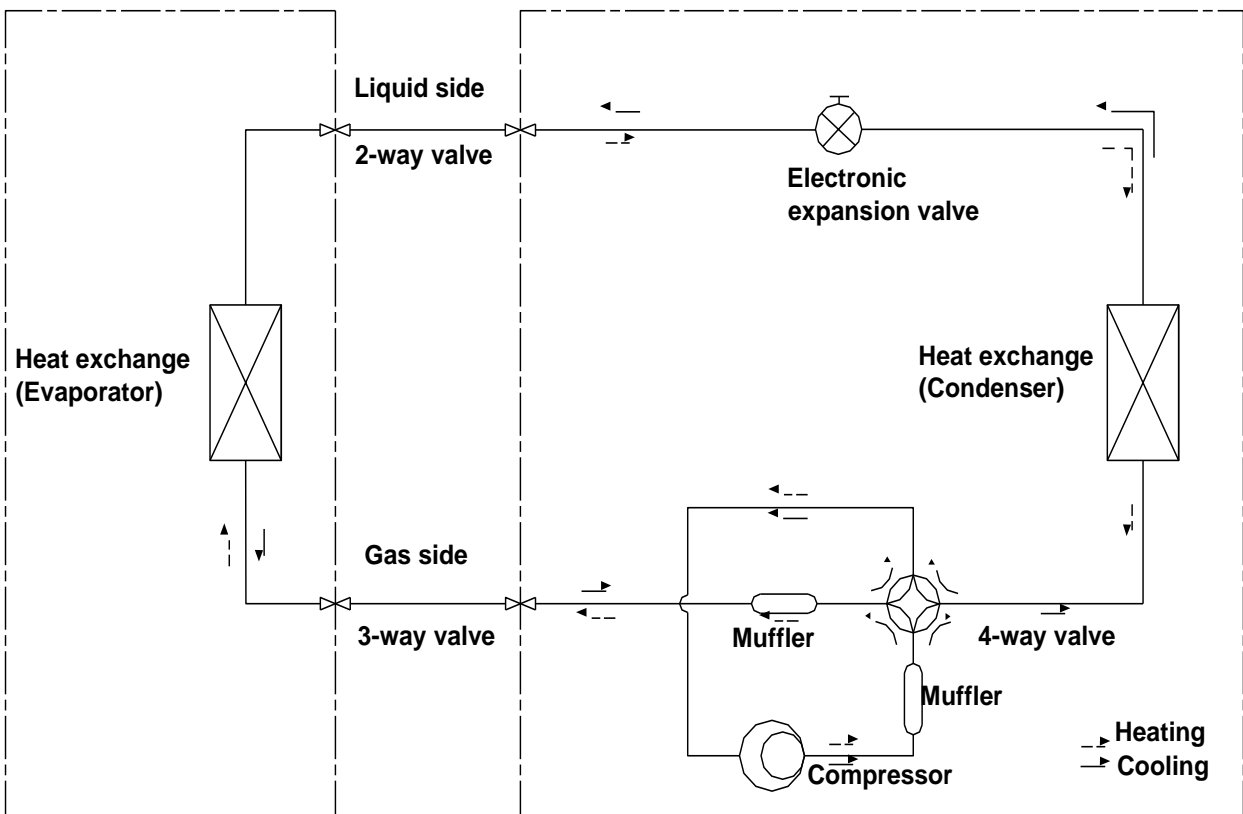 Liquid side
2-way valve
Electronic
expansion valve
Heat exchange
(Evaporator)
Heat exchange
(Condenser)
Gas side
3-way valve
Muffler
4-way valve
Muffler
Compressor
Heating
Cooling